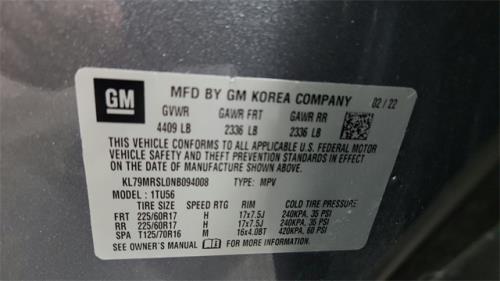 GM
MFD BY GM KOREA COMPANY 02 / 22
GVWR GAWR FRT GAWR RR
4409 LB 2336 LB 2336 LB
THIS VEHICLE CONFORMS TO ALL APPLICABLE U.S. FEDERAL MOTOR
VEHICLE SAFETY AND THEFT PREVENTION STANDARDS IN EFFECT
ON THE DATE OF MANUFACTURE SHOWN ABOVE.
KL79MRSL0NB094008 TYPE: MPV
MODEL : 1TU56
TIRE SIZE SPEED RTG RIM COLD TIRE PRESSURE
FRT 225/60R17 H 17x7.5J 240KPA, 35 PSI
RR 225/60R17 H 17x7.5J 240KPA, 35 PSI
SPA T125/70R16 M 16x4.0BT 420KPA, 60 PSI
SEE OWNER'S MANUAL i FOR MORE INFORMATION.